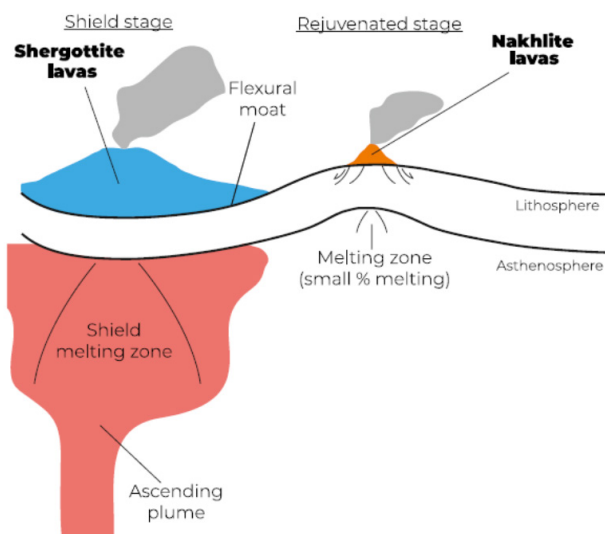 Shield stage
Rejuvenated stage
Shergottite
lavas
Nakhlite
lavas
Flexural
moat
Lithosphere
Melting zone
(small % melting)
Asthenosphere
Shield
melting zone
Ascending
plume